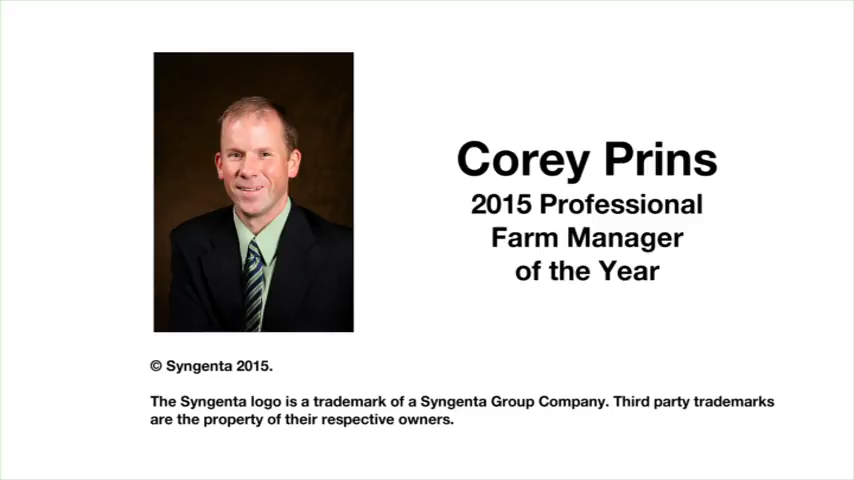 Corey Prins
2015 Professional
Farm Manager
of the Year
© Syngenta 2015.
The Syngenta logo is a trademark of a Syngenta Group Company. Third party trademarks
are the property of their respective owners.